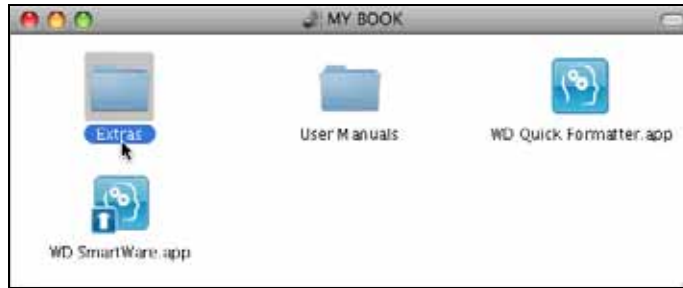 MY BOOK
Extras
User Manuals
WD Quick Formatter.app
WD SmartWare.app